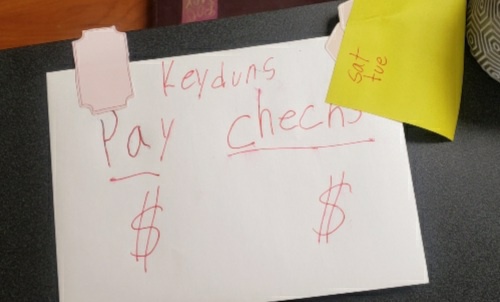 Keyduns
Pay checks
$ $
sat
tue